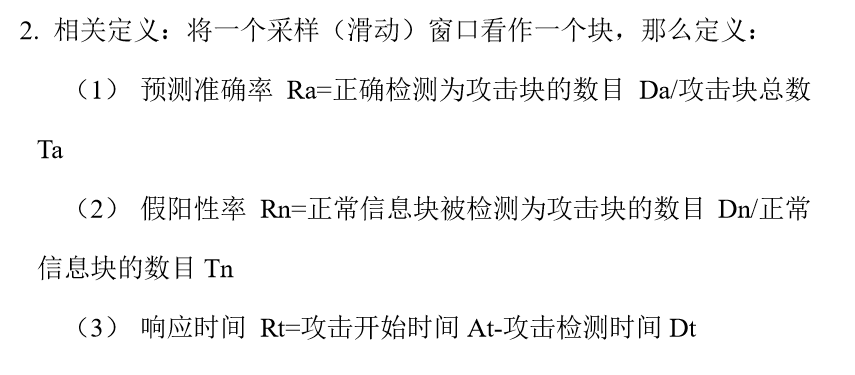 2. 相关定义：将一个采样（滑动）窗口看作一个块，那么定义：
（1） 预测准确率 Ra=正确检测为攻击块的数目 Da/攻击块总数
Ta
（2） 假阳性率 Rn=正常信息块被检测为攻击块的数目 Dn/正常
信息块的数目 Tn
（3） 响应时间 Rt=攻击开始时间 At-攻击检测时间 Dt